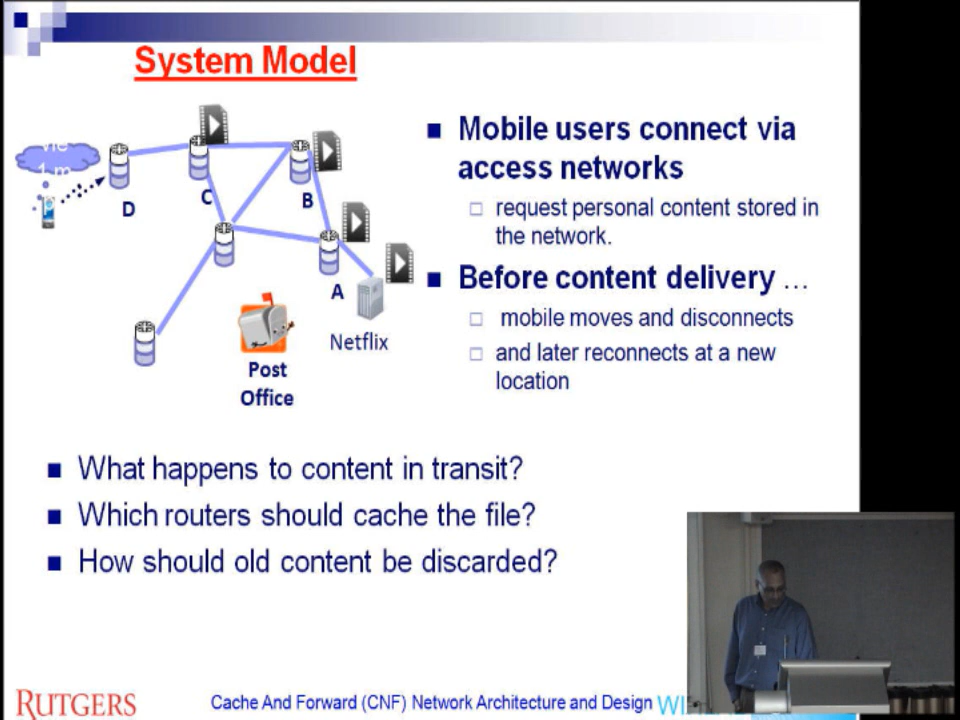 System Model
D
C
B
A
Netflix
Post
Office
Mobile users connect via
access networks
request personal content stored in
the network.
Before content delivery ...
mobile moves and disconnects
and later reconnects at a new
location
What happens to content in transit?
Which routers should cache the file?
How should old content be discarded?
RUTGERS
Cache And Forward (CNF) Network Architecture and Design